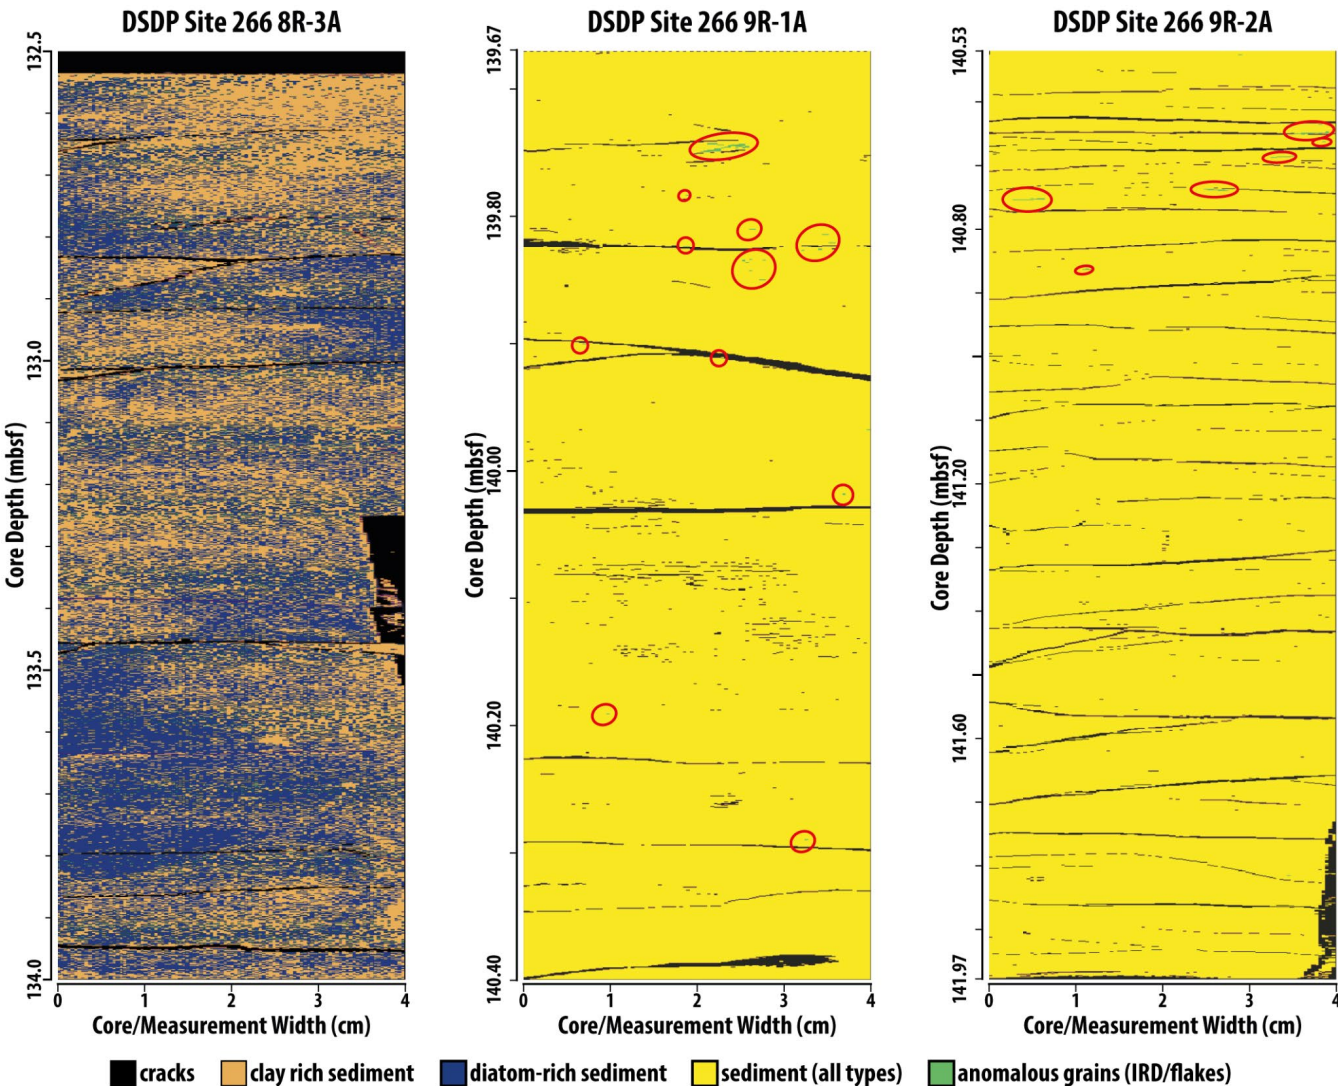 DSDP Site 266 8R-3A
DSDP Site 266 9R-1A
DSDP Site 266 9R-2A
Core Depth (mbsf)
132.5
133.0
133.5
134.0
0 1 2 3 4
Core/Measurement Width (cm)
Core Depth (mbsf)
139.67
139.80
140.00
140.20
140.40
0 1 2 3 4
Core/Measurement Width (cm)
Core Depth (mbsf)
140.53
140.80
141.20
141.60
141.97
0 1 2 3 4
Core/Measurement Width (cm)
cracks clay rich sediment diatom-rich sediment sediment (all types) anomalous grains (IRD/flakes)